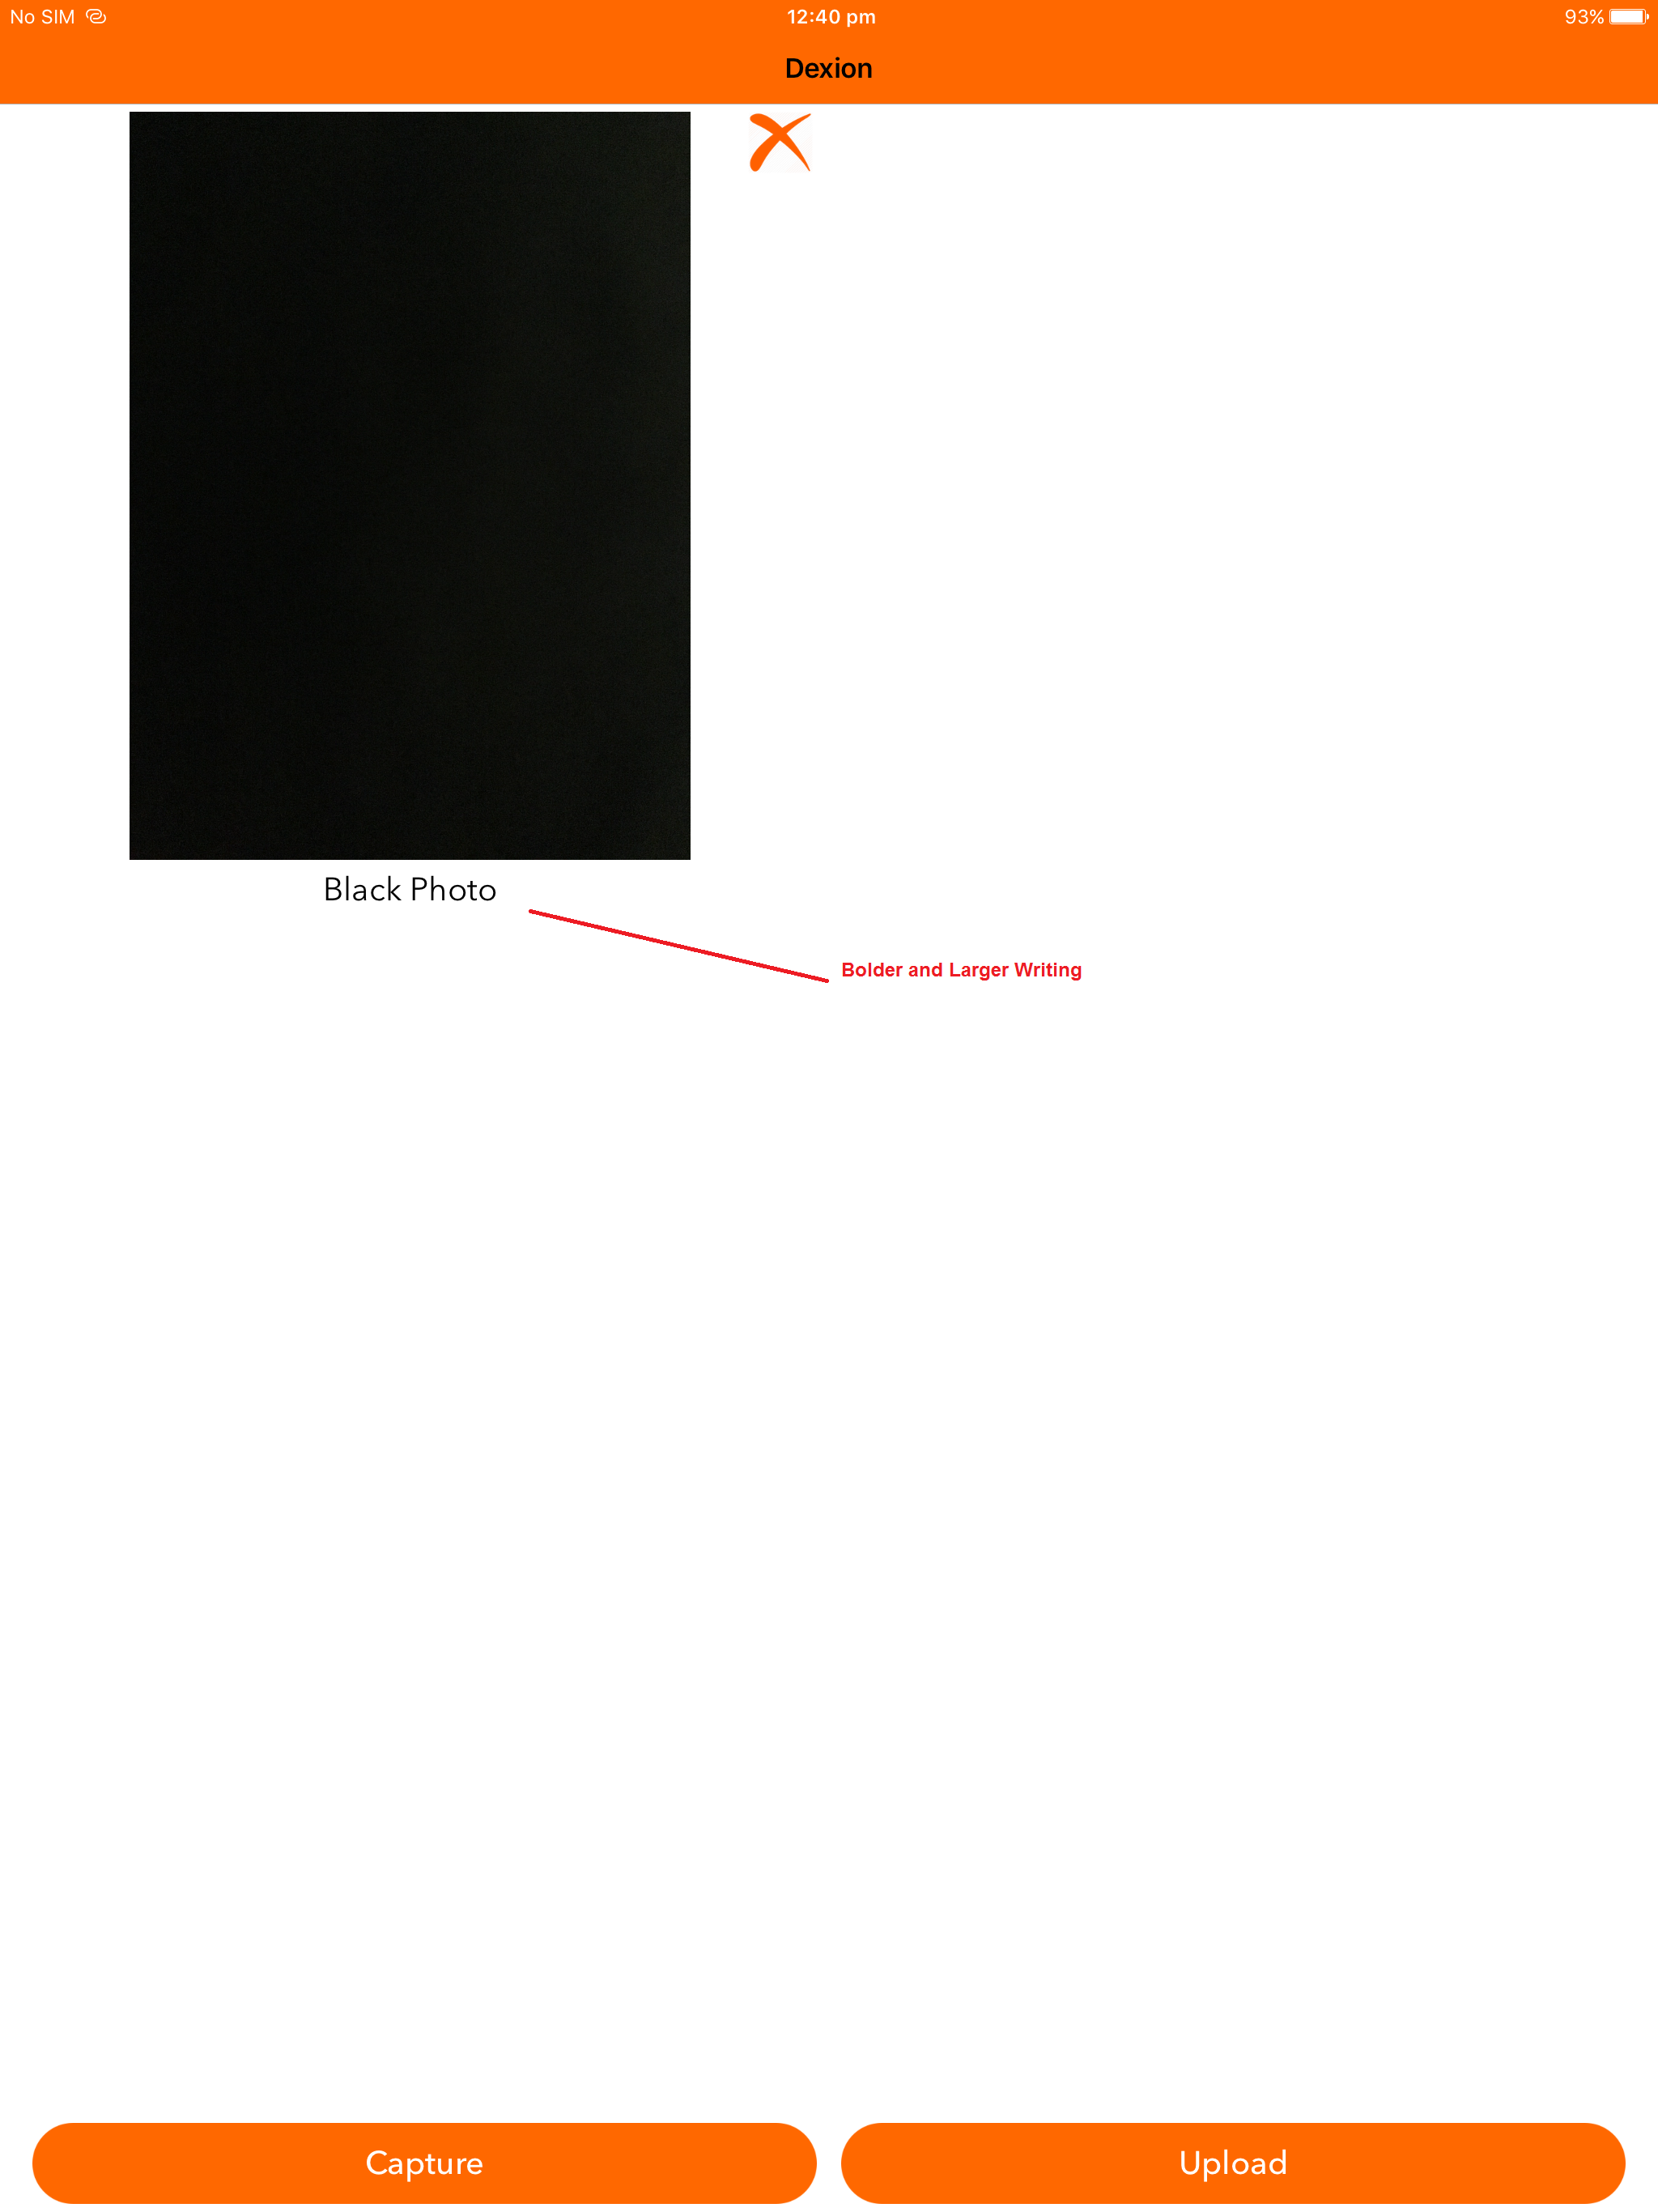 No SIM 12:40 pm 93%
Dexion
Black Photo
Bolder and Larger Writing
Capture Upload